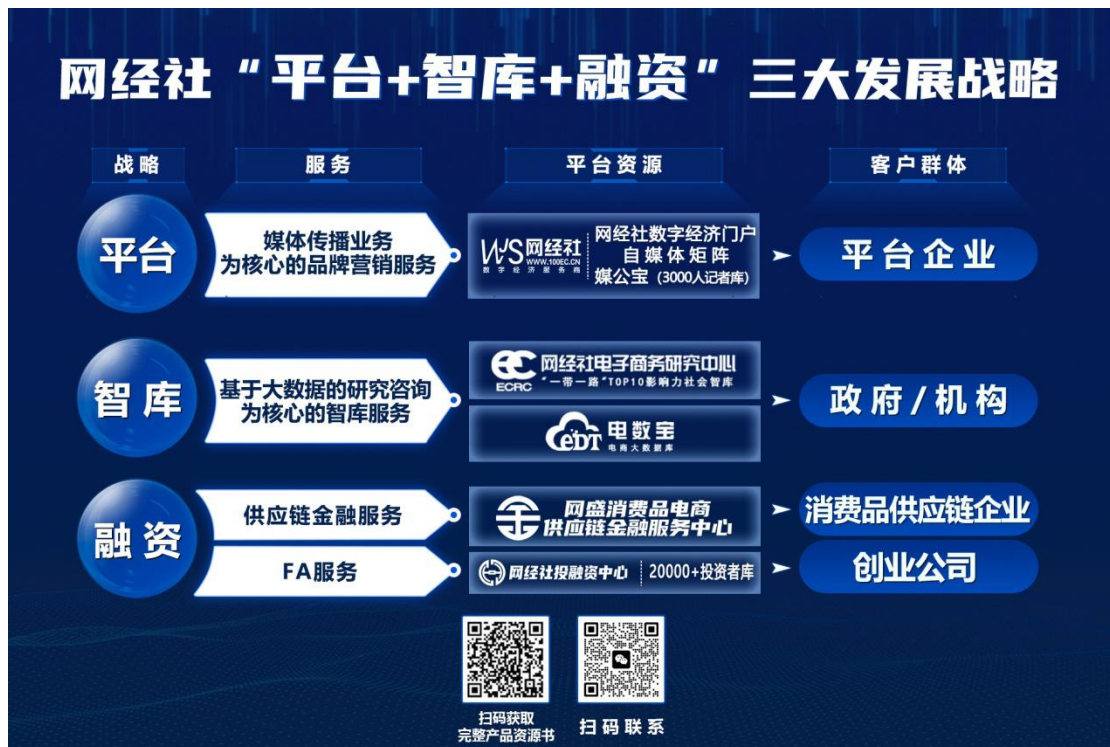 网经社“平台+智库+融资”三大发展战略
战略
服务
平台资源
客户群体
平台
媒体传播业务
为核心的品牌营销服务
网经社
WWW.100EC.CN
数字经济服务商
网经社数字经济门户
自媒体矩阵
媒公宝（3000人记者库）
平台企业
智库
基于大数据的研究咨询
为核心的智库服务
ECRC
网经社电子商务研究中心
“一带一路”TOP10影响力社会智库
eDT
电数宝
电商大数据库
政府/机构
融资
供应链金融服务
网盛消费品电商
供应链金融服务中心
消费品供应链企业
FA服务
网经社投融资中心
20000+投资者库
创业公司
扫码获取
完整产品资源书
扫码联系